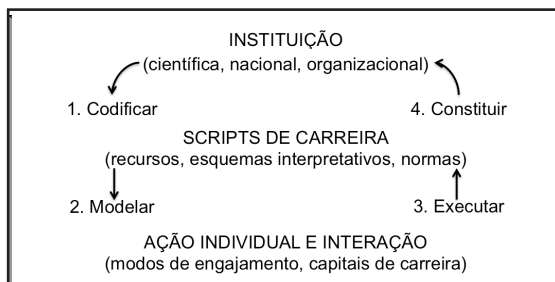 INSTITUIÇÃO
(científica, nacional, organizacional)
1. Codificar
4. Constituir
SCRIPTS DE CARREIRA
(recursos, esquemas interpretativos, normas)
2. Modelar
3. Executar
AÇÃO INDIVIDUAL E INTERAÇÃO
(modos de engajamento, capitais de carreira)